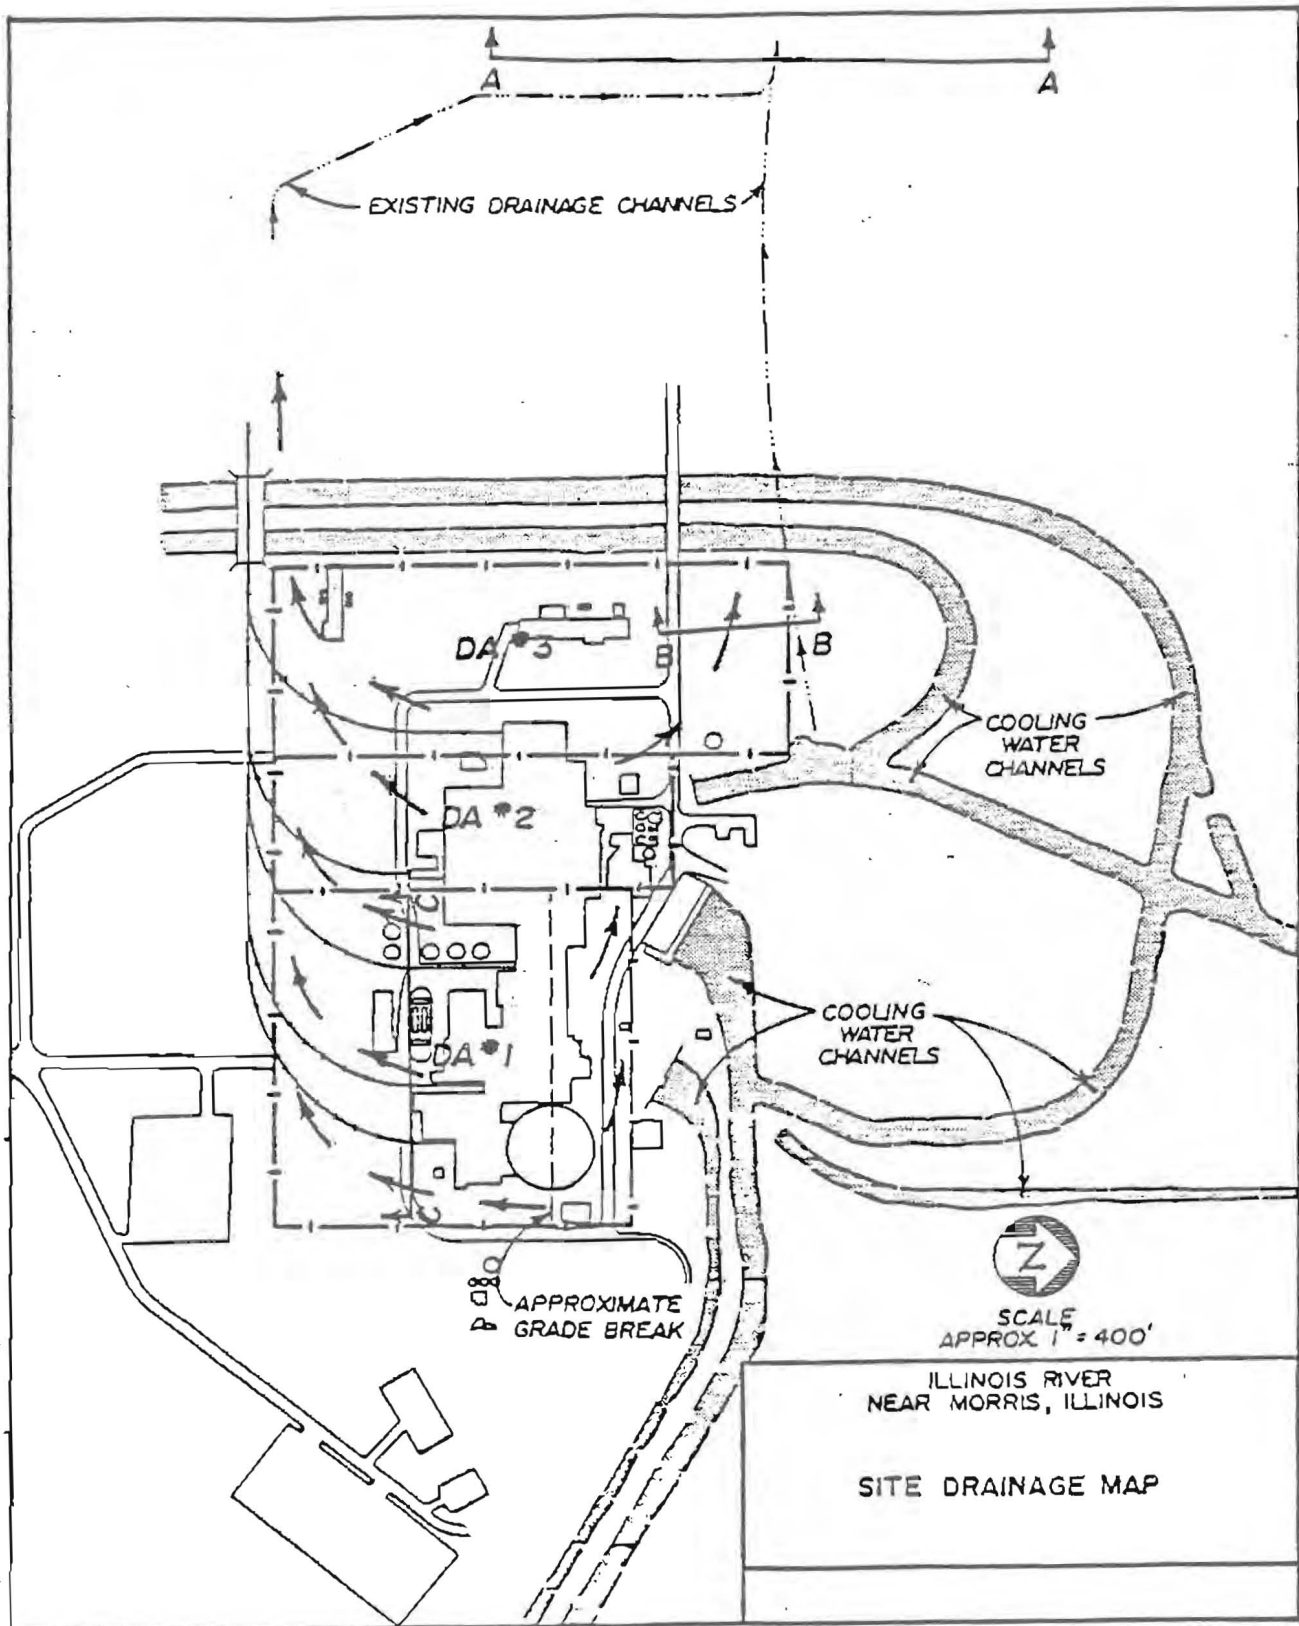 A A
EXISTING DRAINAGE CHANNELS
DA #3
B B
COOLING
WATER
CHANNELS
DA #2
C
COOLING
WATER
CHANNELS
DA #1
C
N
APPROXIMATE
GRADE BREAK
SCALE
APPROX 1" = 400'
ILLINOIS RIVER
NEAR MORRIS, ILLINOIS
SITE DRAINAGE MAP